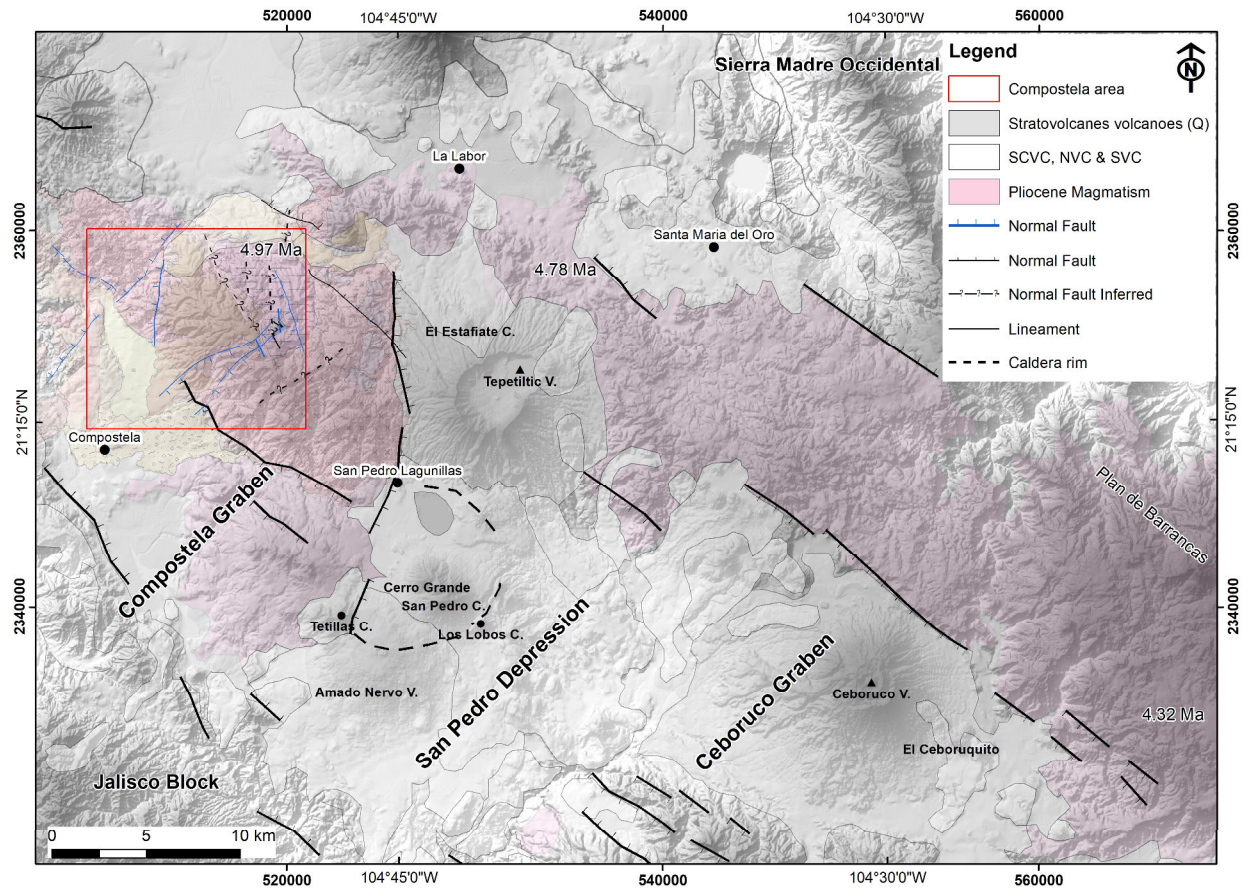 520000
104°45'0"W
540000
104°30'0"W
560000
Sierra Madre Occidental
Legend
N
Compostela area
Stratovolcanes volcanoes (Q)
SCVC, NVC & SVC
Pliocene Magmatism
Normal Fault
Normal Fault
Normal Fault Inferred
Lineament
Caldera rim
La Labor
2360000
2360000
Santa Maria del Oro
4.97 Ma
4.78 Ma
El Estafiate C.
Tepetiltic V.
21°15'0"N
21°15'0"N
Compostela
San Pedro Lagunillas
Plan de Barrancas
Compostela Graben
Cerro Grande
San Pedro C.
2340000
2340000
Tetillas C.
Los Lobos C.
San Pedro Depression
Ceboruco Graben
Amado Nervo V.
Ceboruco V.
4.32 Ma
El Ceboruquito
Jalisco Block
0 5 10 km
520000
104°45'0"W
540000
104°30'0"W
560000